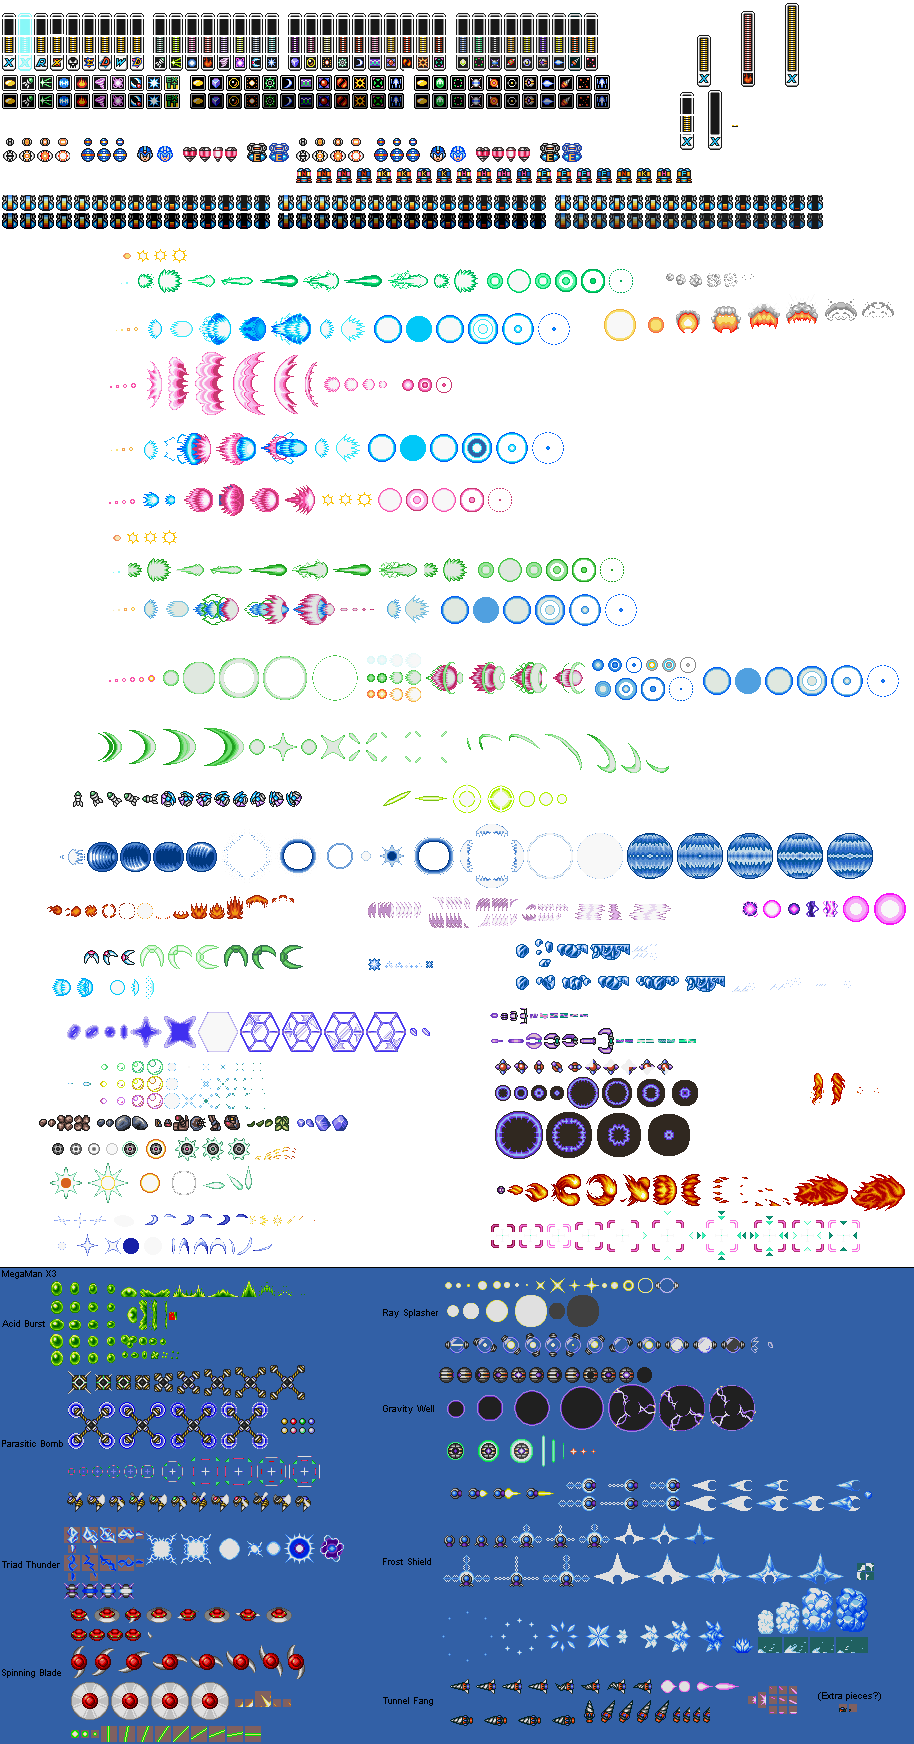 MegaMan X3
Acid Burst
Ray Splasher
Gravity Well
Parasitic Bomb
Triad Thunder
Frost Shield
Spinning Blade
Tunnel Fang
(Extra pieces?)